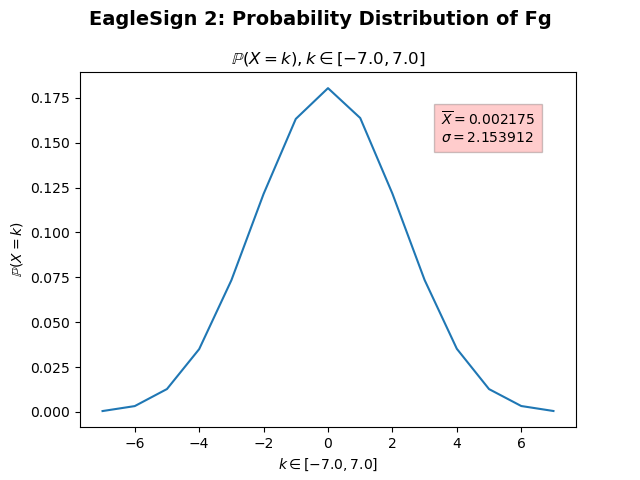 EagleSign 2: Probability Distribution of Fg
ℙ(X = k), k ∈ [−7.0, 7.0]
X̅ = 0.002175
σ = 2.153912
ℙ(X = k)
0.175
0.150
0.125
0.100
0.075
0.050
0.025
0.000
−6 −4 −2 0 2 4 6
k ∈ [−7.0, 7.0]